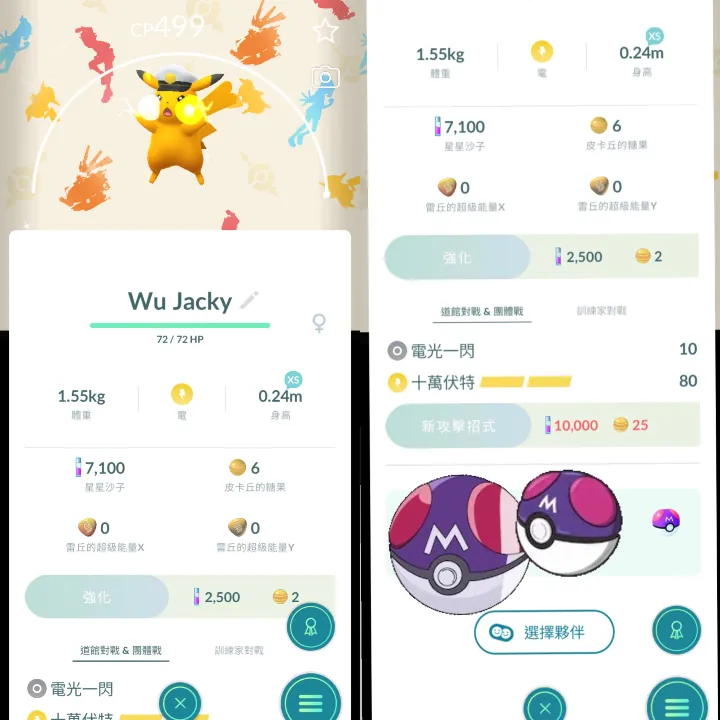 CP499
Wu Jacky
72 / 72 HP
1.55kg
體重
電
XS
0.24m
身高
7,100
星星沙子
6
皮卡丘的糖果
0
雷丘的超級能量X
0
雷丘的超級能量Y
強化
2,500
2
道館對戰 & 團體戰
訓練家對戰
電光一閃
十萬伏特
1.55kg
體重
電
XS
0.24m
身高
7,100
星星沙子
6
皮卡丘的糖果
0
雷丘的超級能量X
0
雷丘的超級能量Y
強化
2,500
2
道館對戰 & 團體戰
訓練家對戰
電光一閃
10
十萬伏特
80
新攻擊招式
10,000
25
M
M
M
選擇夥伴